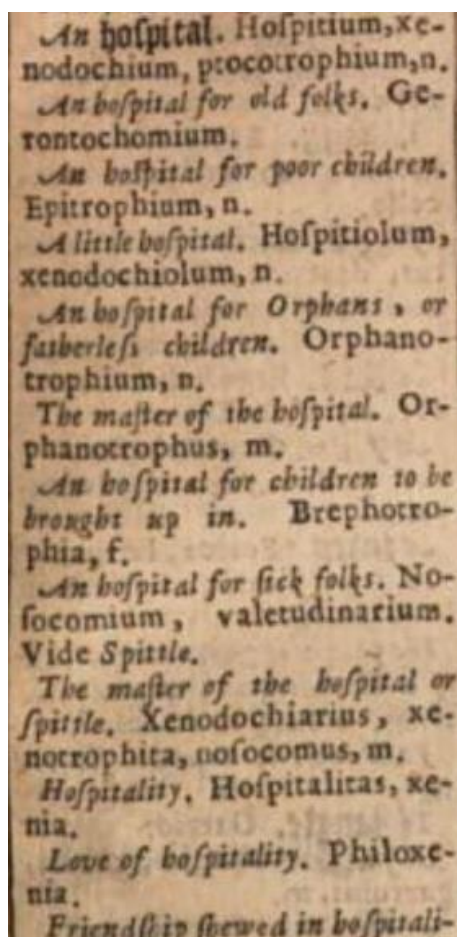 An hoſpital. Hoſpitium, xe-
nodochium, ptocotrophium, n.
An hoſpital for old folks. Ge-
rontochomium.
An hoſpital for poor children.
Epitrophium, n.
A little hoſpital. Hoſpitiolum,
xenodochiolum, n.
An hoſpital for Orphans, or
fatherleſs children. Orphano-
trophium, n.
The maſter of the hoſpital. Or-
phanotrophus, m.
An hoſpital for children to be
brought up in. Brephotro-
phia, f.
An hoſpital for ſick folks. No-
ſocomium, valetudinarium.
Vide Spittle.
The maſter of the hoſpital or
ſpittle. Xenodochiarius, xe-
notrophita, noſocomus, m.
Hoſpitality. Hoſpitalitas, xe-
nia.
Love of hoſpitality. Philoxe-
nia.
Friendſhip ſhewed in hoſpitali-